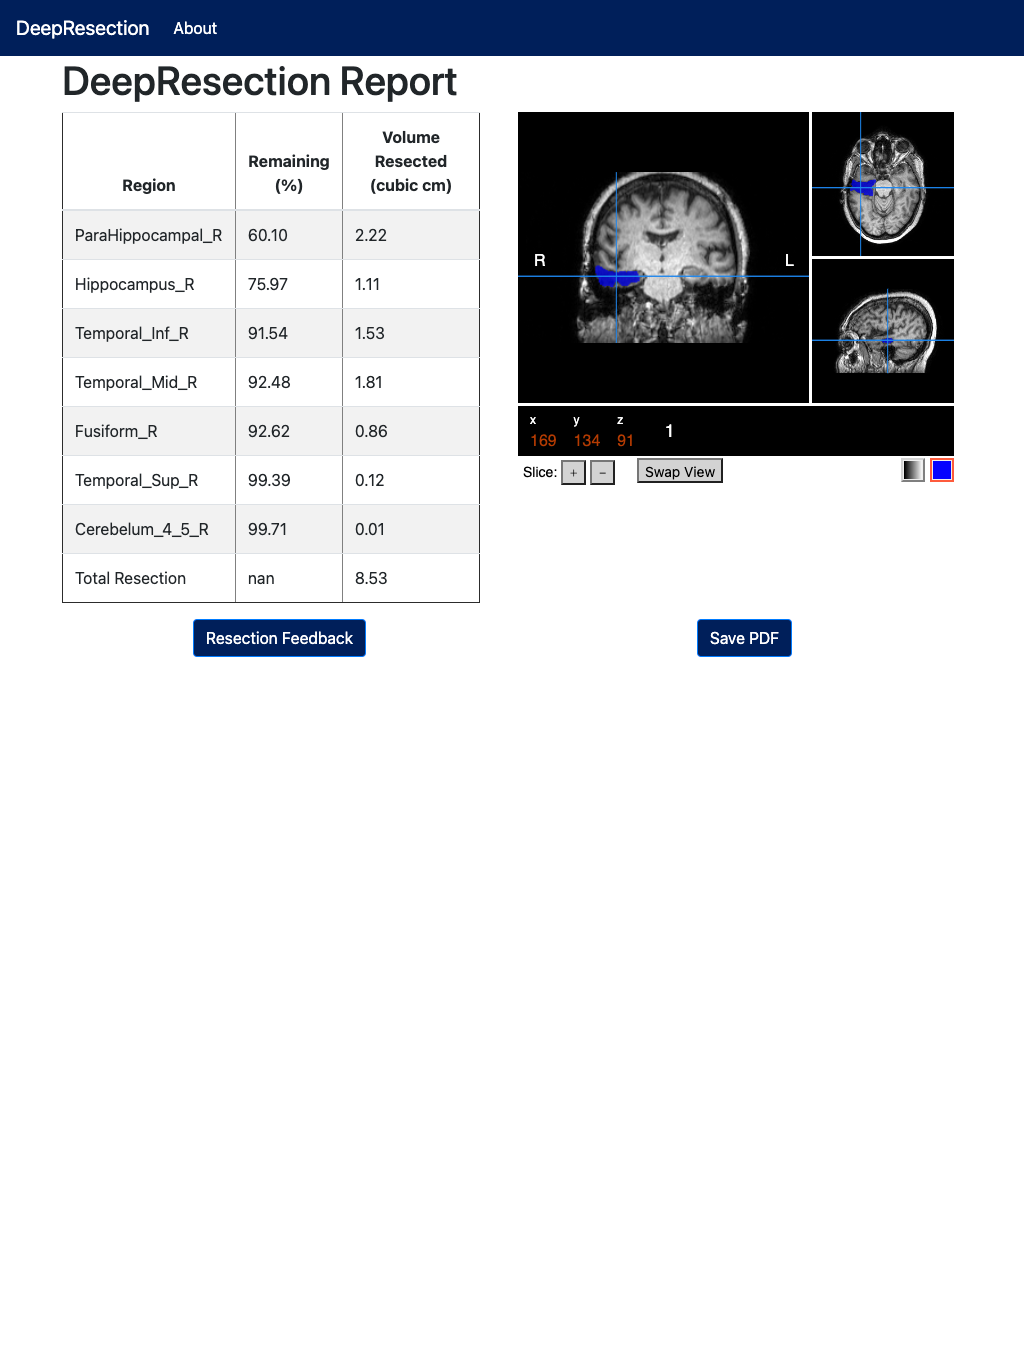 DeepResection About
DeepResection Report
Region Remaining (%) Volume Resected (cubic cm)
ParaHippocampal_R 60.10 2.22
Hippocampus_R 75.97 1.11
Temporal_Inf_R 91.54 1.53
Temporal_Mid_R 92.48 1.81
Fusiform_R 92.62 0.86
Temporal_Sup_R 99.39 0.12
Cerebelum_4_5_R 99.71 0.01
Total Resection nan 8.53
R L
x y z
169 134 91 1
Slice: + − Swap View
Resection Feedback Save PDF